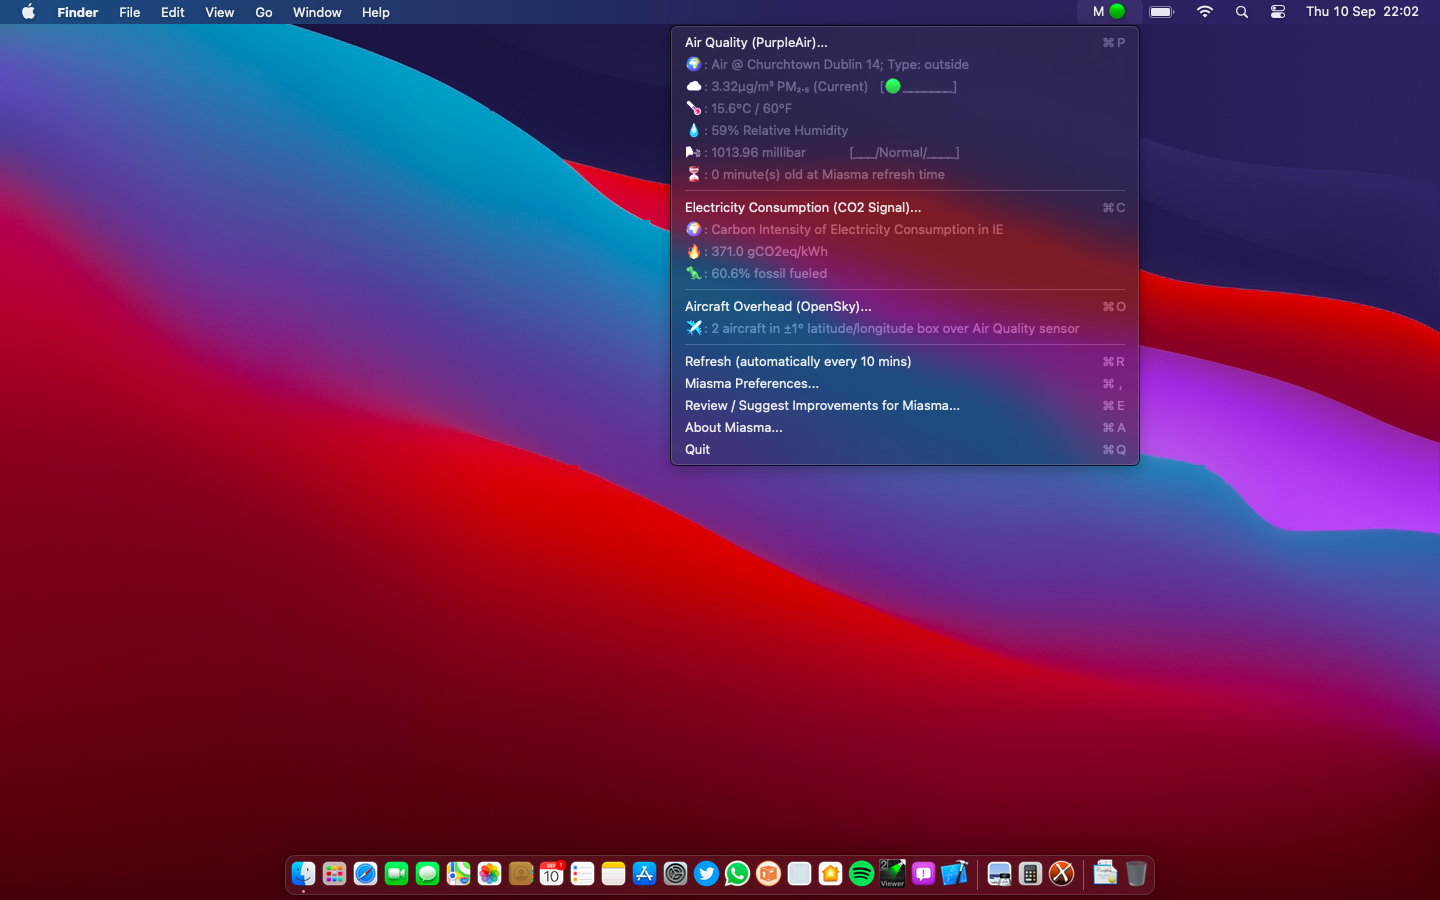 Finder File Edit View Go Window Help M Thu 10 Sep 22:02
Air Quality (PurpleAir)... ⌘P
: Air @ Churchtown Dublin 14; Type: outside
: 3.32µg/m³ PM₂.₅ (Current) [🟢_______]
: 15.6°C / 60°F
: 59% Relative Humidity
: 1013.96 millibar [___/Normal/____]
: 0 minute(s) old at Miasma refresh time
Electricity Consumption (CO2 Signal)... ⌘C
: Carbon Intensity of Electricity Consumption in IE
: 371.0 gCO2eq/kWh
: 60.6% fossil fueled
Aircraft Overhead (OpenSky)... ⌘O
: 2 aircraft in ±1° latitude/longitude box over Air Quality sensor
Refresh (automatically every 10 mins) ⌘R
Miasma Preferences... ⌘,
Review / Suggest Improvements for Miasma... ⌘E
About Miasma... ⌘A
Quit ⌘Q
SEP 1
10
2
Viewer